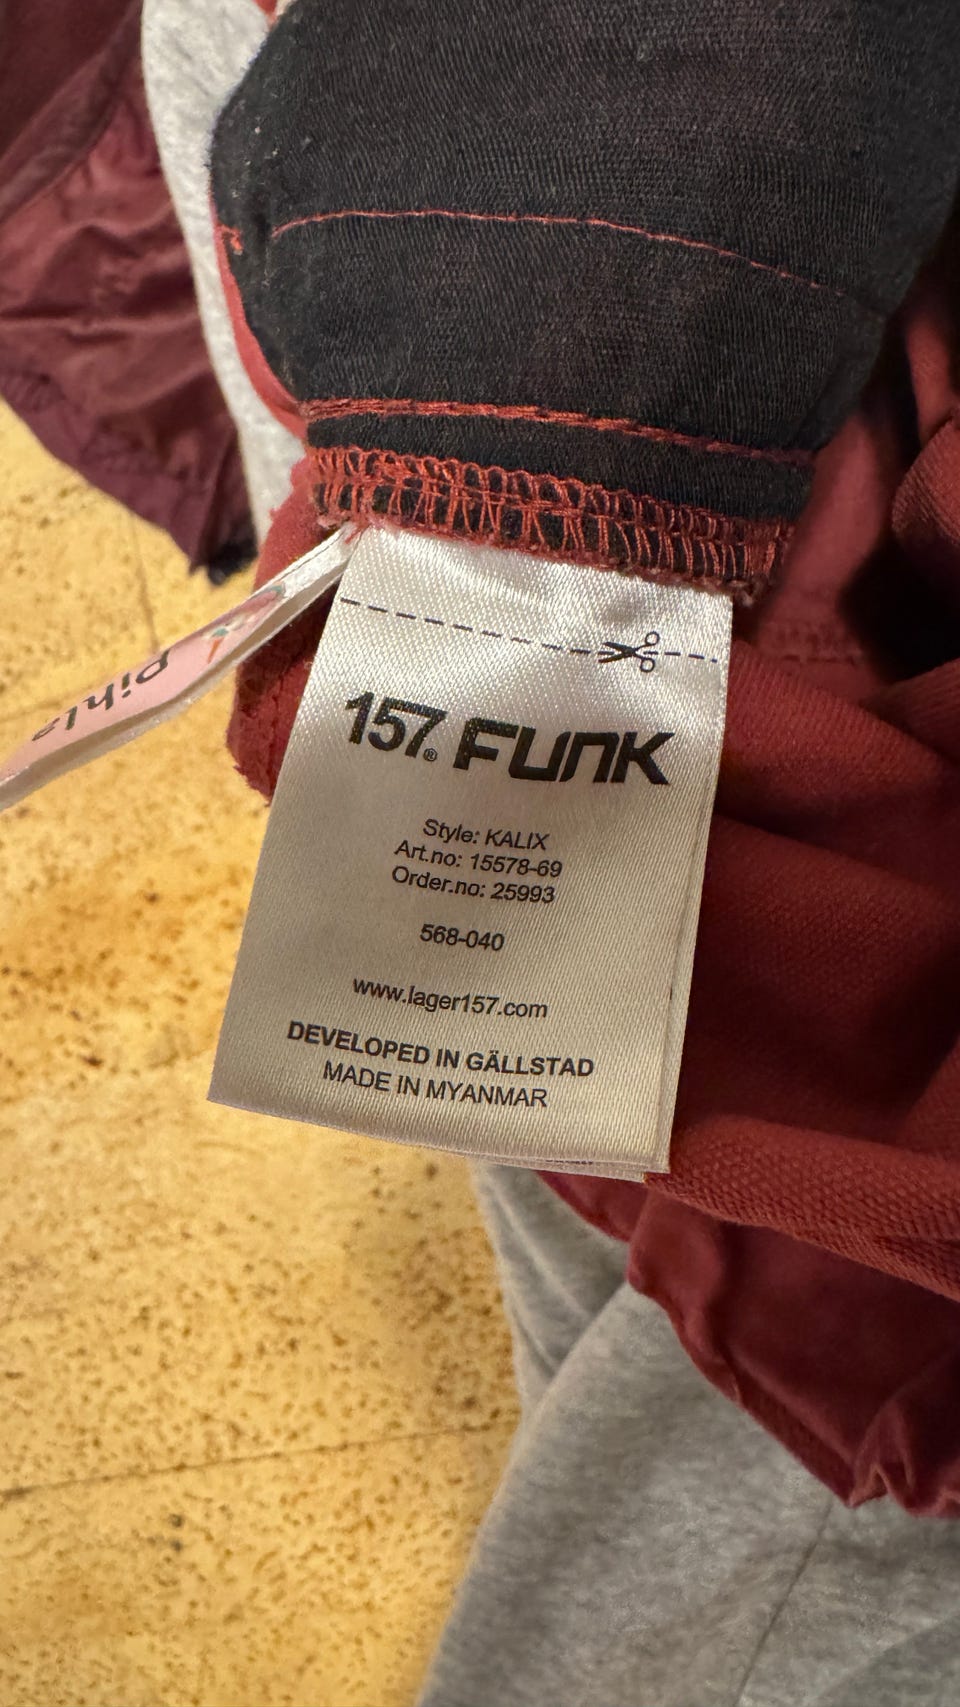 Pihla
157® FUNK
Style: KALIX
Art.no: 15578-69
Order.no: 25993
568-040
www.lager157.com
DEVELOPED IN GÄLLSTAD
MADE IN MYANMAR